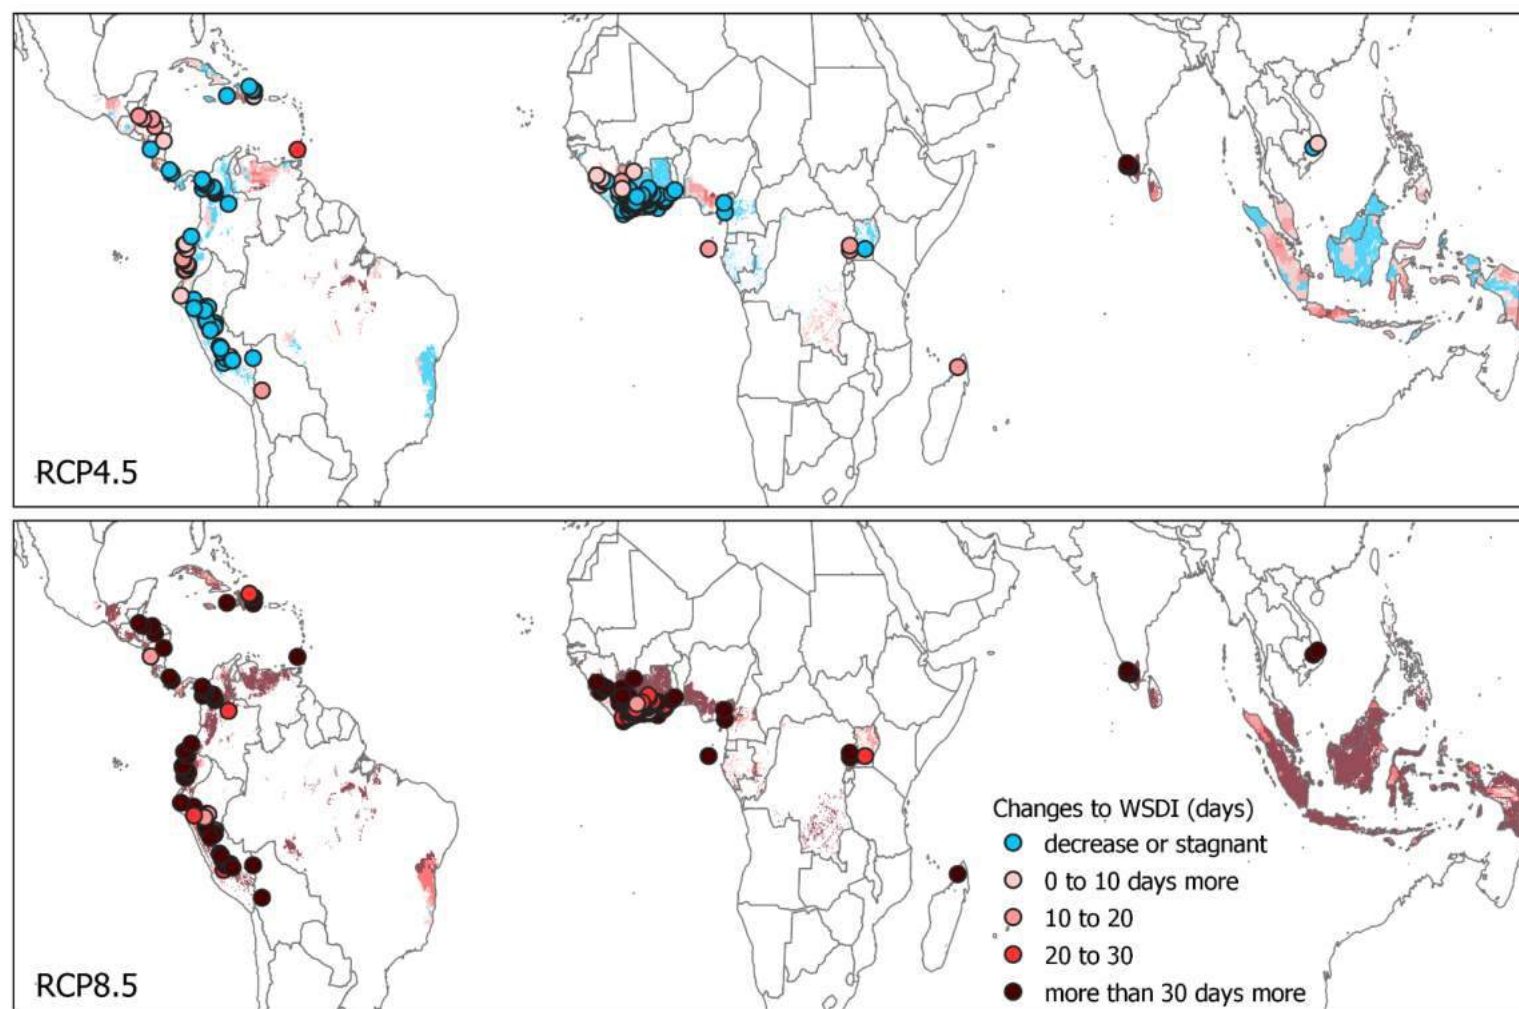 RCP4.5
RCP8.5
Changes to WSDI (days)
decrease or stagnant
0 to 10 days more
10 to 20
20 to 30
more than 30 days more